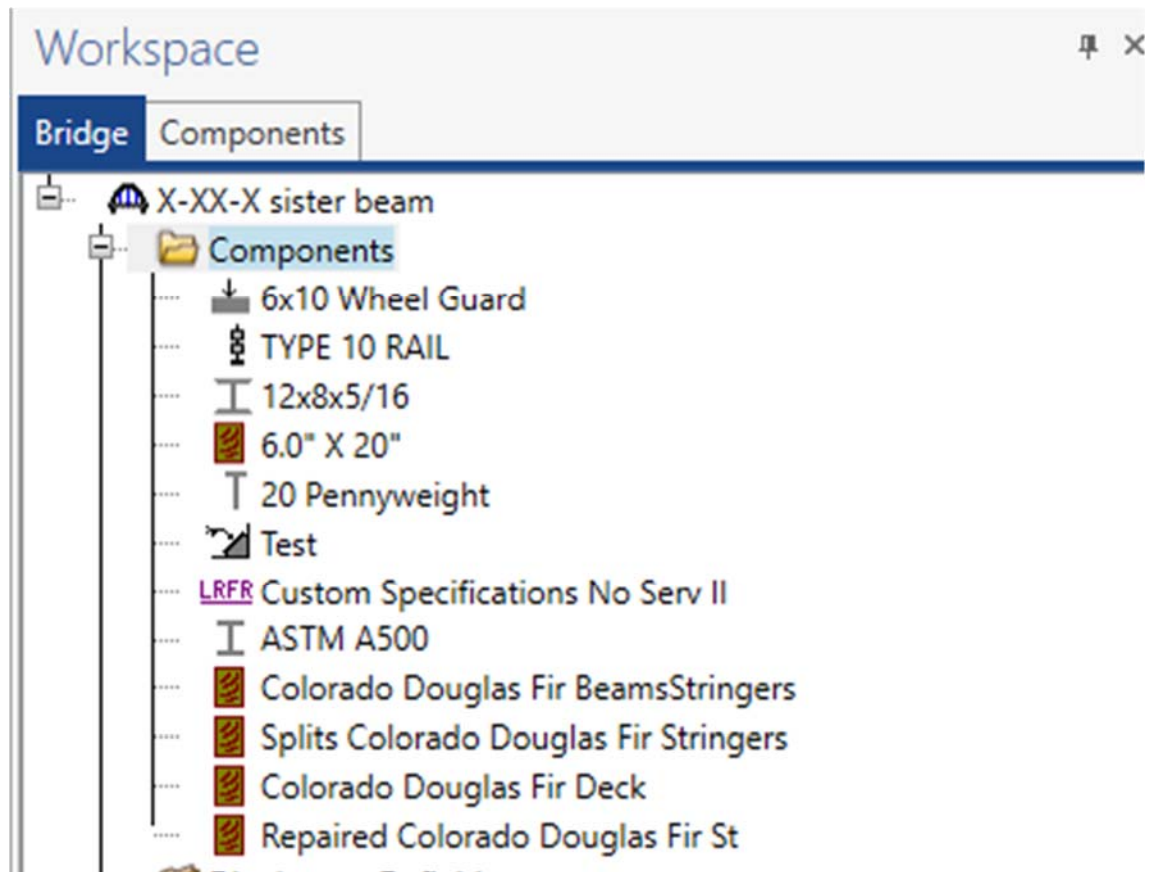 Workspace
Bridge Components
X-XX-X sister beam
Components
6x10 Wheel Guard
TYPE 10 RAIL
12x8x5/16
6.0" X 20"
20 Pennyweight
Test
LRFR Custom Specifications No Serv II
ASTM A500
Colorado Douglas Fir BeamsStringers
Splits Colorado Douglas Fir Stringers
Colorado Douglas Fir Deck
Repaired Colorado Douglas Fir St